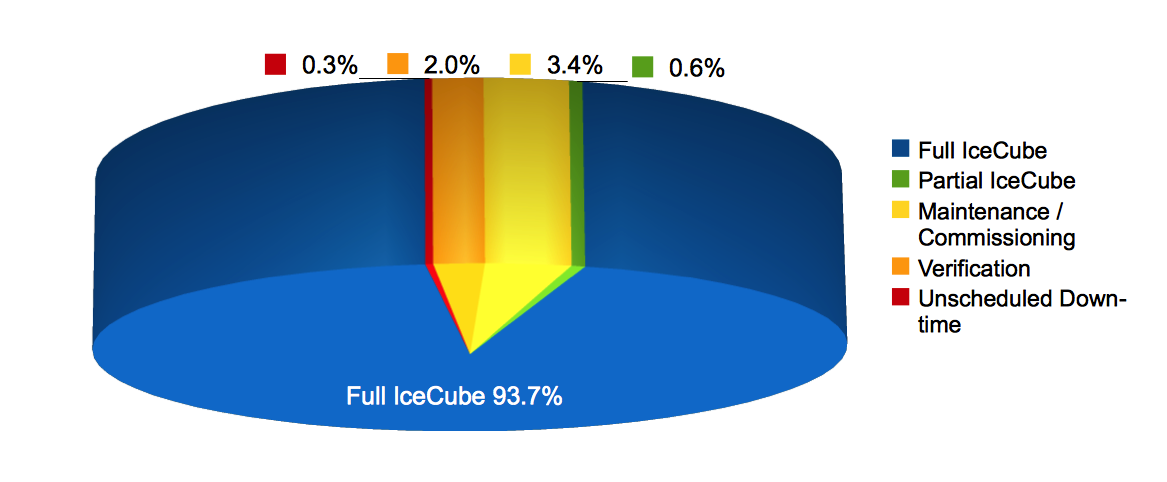 0.3% 2.0% 3.4% 0.6%
Full IceCube
Partial IceCube
Maintenance /
Commissioning
Verification
Unscheduled Down-
time
Full IceCube 93.7%